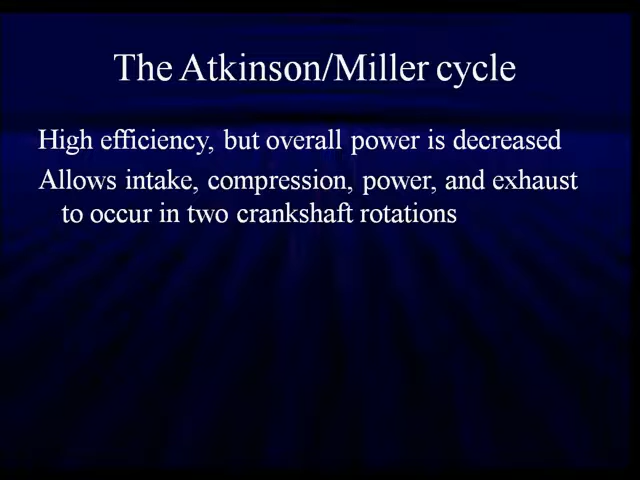 The Atkinson/Miller cycle
High efficiency, but overall power is decreased
Allows intake, compression, power, and exhaust
to occur in two crankshaft rotations